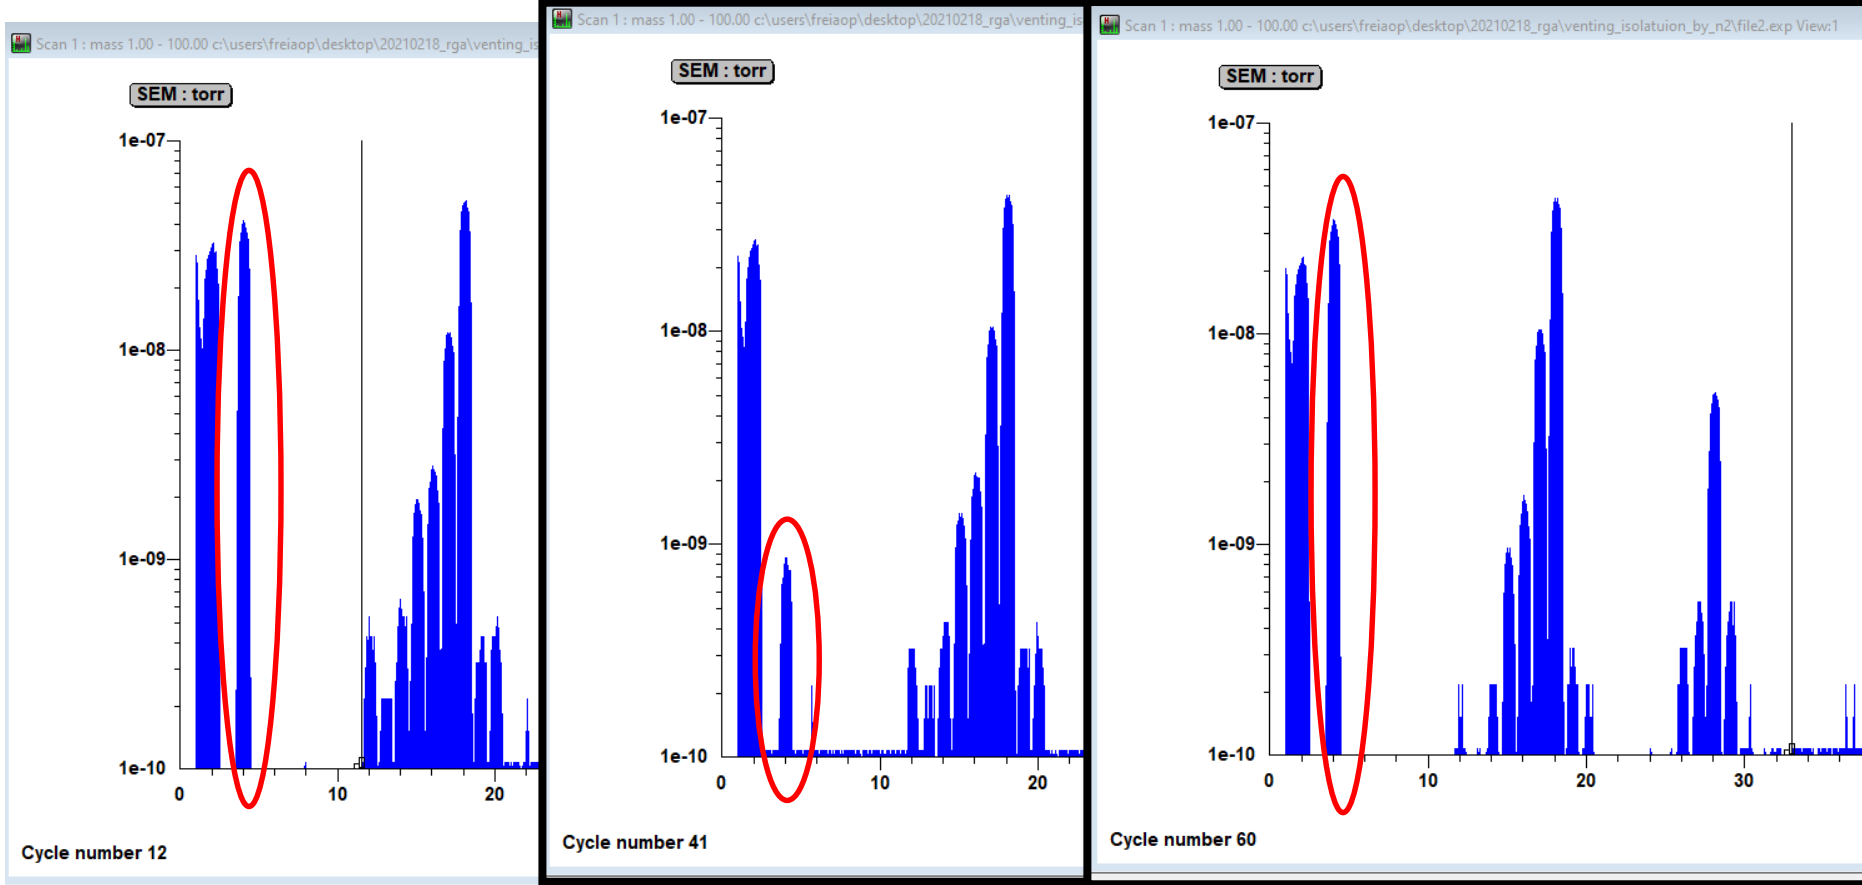 Scan 1 : mass 1.00 - 100.00 c:\users\freiaop\desktop\20210218_rga\venting_is
SEM : torr
1e-07
1e-08
1e-09
1e-10
0 10 20
Cycle number 12
Scan 1 : mass 1.00 - 100.00 c:\users\freiaop\desktop\20210218_rga\venting_is
SEM : torr
1e-07
1e-08
1e-09
1e-10
0 10 20
Cycle number 41
Scan 1 : mass 1.00 - 100.00 c:\users\freiaop\desktop\20210218_rga\venting_isolatuion_by_n2\file2.exp View:1
SEM : torr
1e-07
1e-08
1e-09
1e-10
0 10 20 30
Cycle number 60